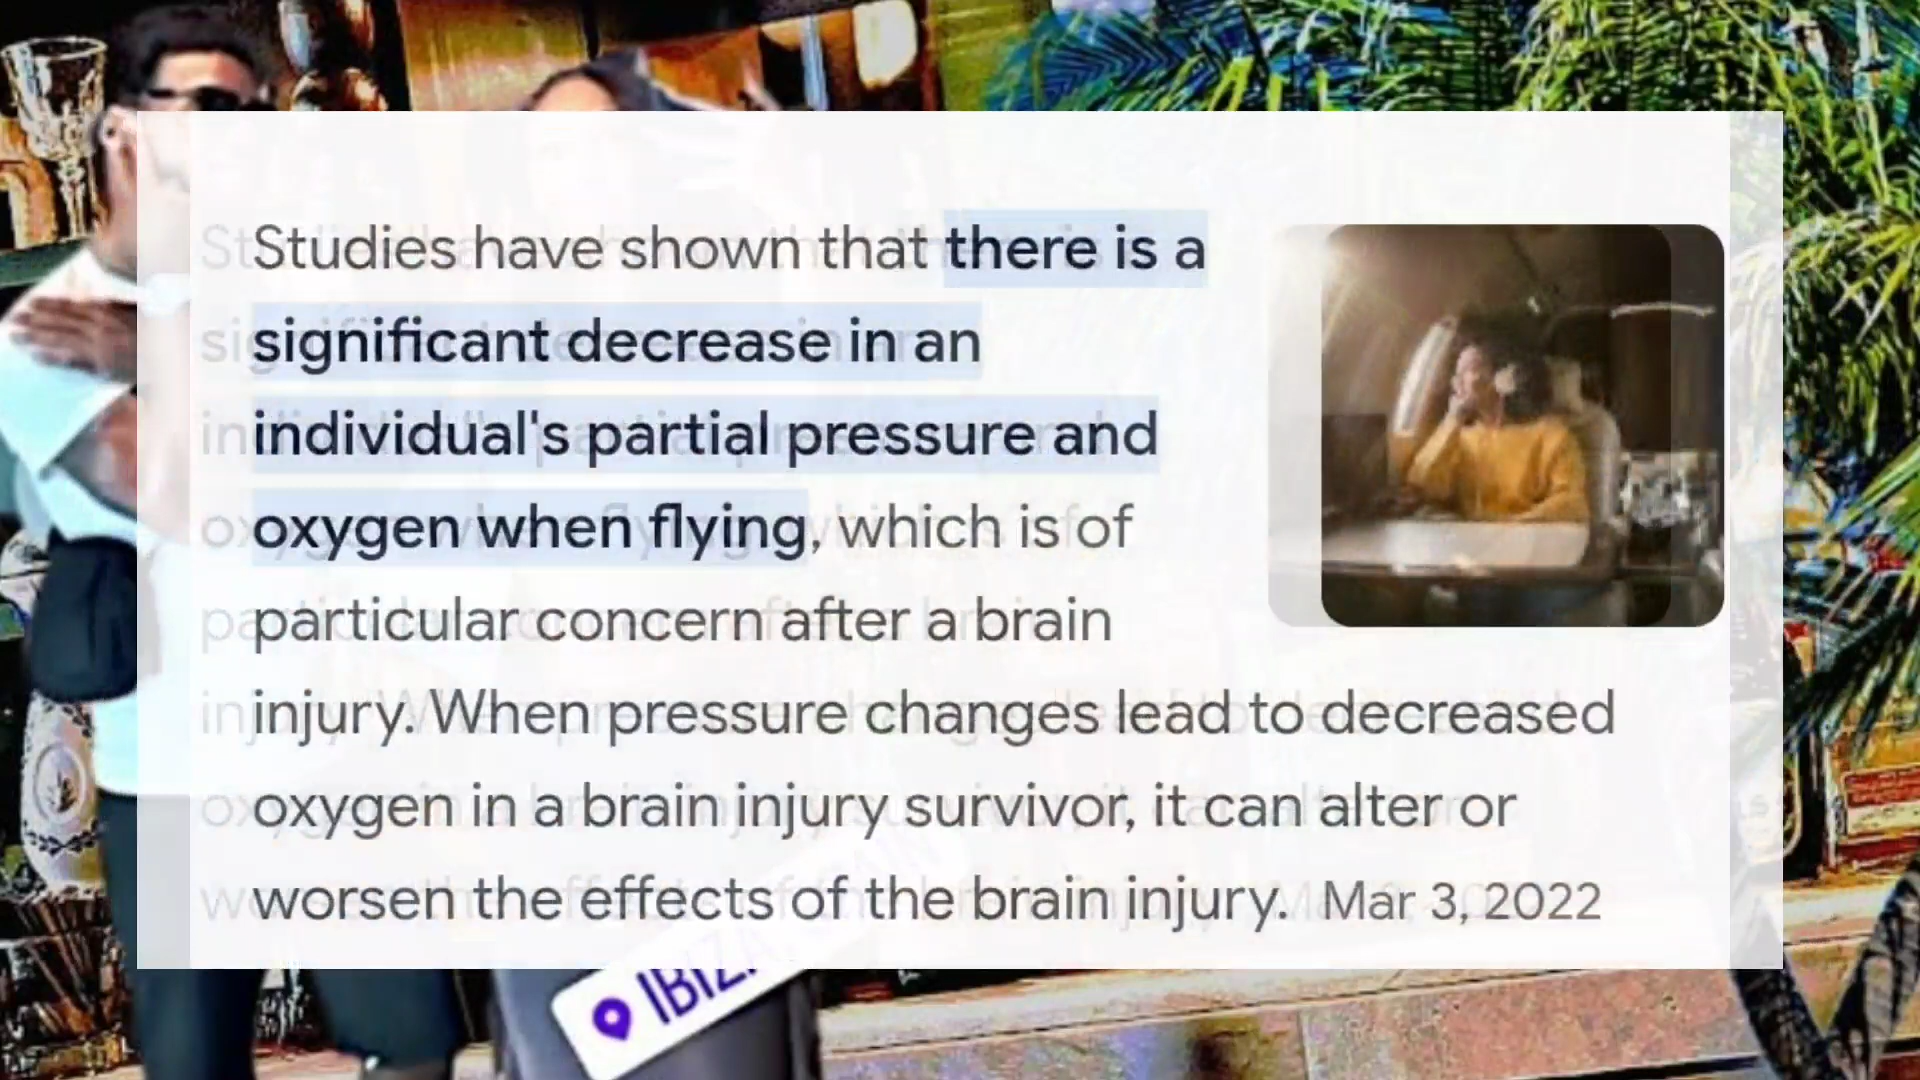 Studies have shown that there is a
significant decrease in an
individual's partial pressure and
oxygen when flying, which is of
particular concern after a brain
injury. When pressure changes lead to decreased
oxygen in a brain injury survivor, it can alter or
worsen the effects of the brain injury. Mar 3, 2022
IBIZA, SPAIN